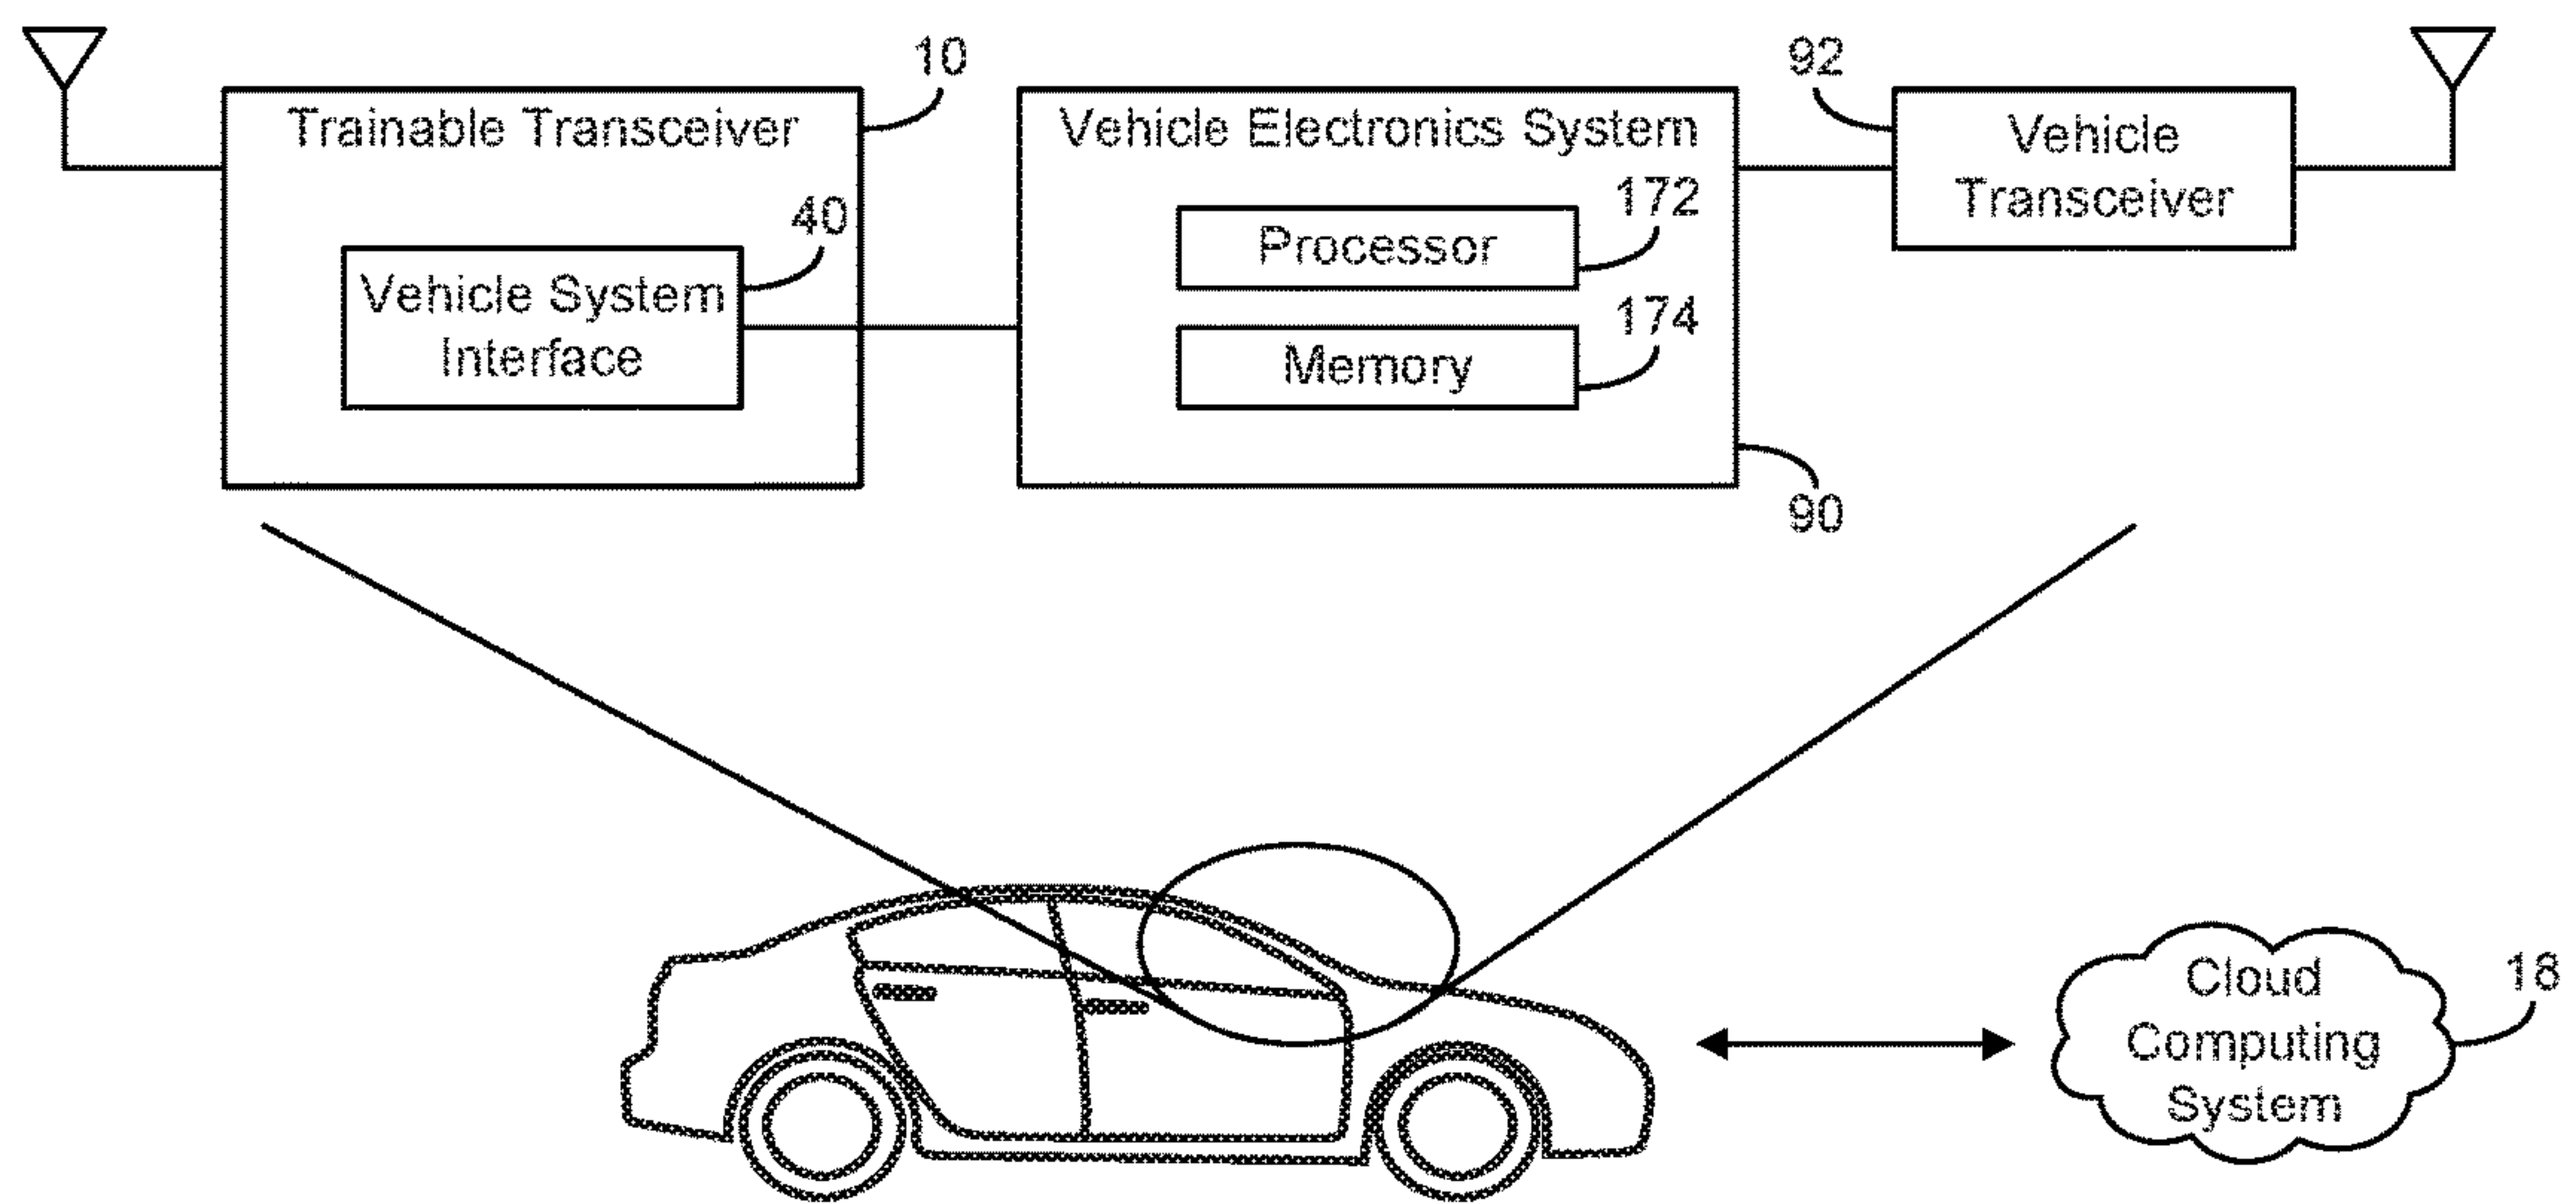 10
92
Trainable Transceiver
Vehicle Electronics System
Vehicle
Transceiver
40
172
Vehicle System
Interface
Processor
174
Memory
90
Cloud
Computing
System
18